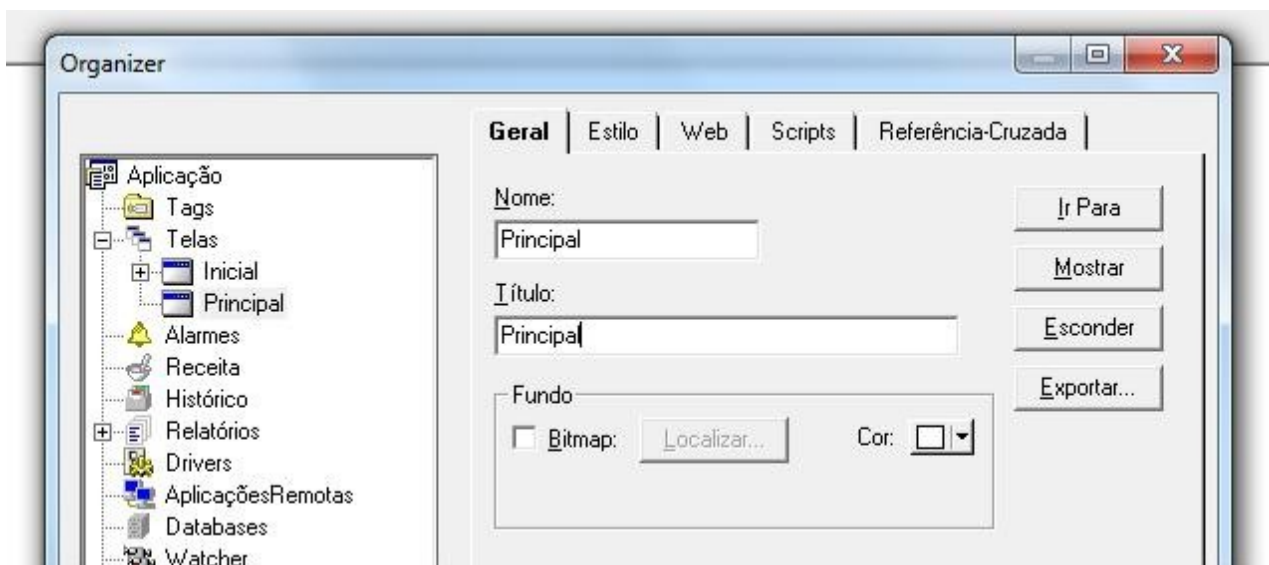 Organizer
Geral Estilo Web Scripts Referência-Cruzada
Aplicação
Tags
Telas
Inicial
Principal
Alarmes
Receita
Histórico
Relatórios
Drivers
AplicaçõesRemotas
Databases
Watcher
Nome:
Principal
Título:
Principal
Fundo
Bitmap: Localizar... Cor:
Ir Para
Mostrar
Esconder
Exportar...